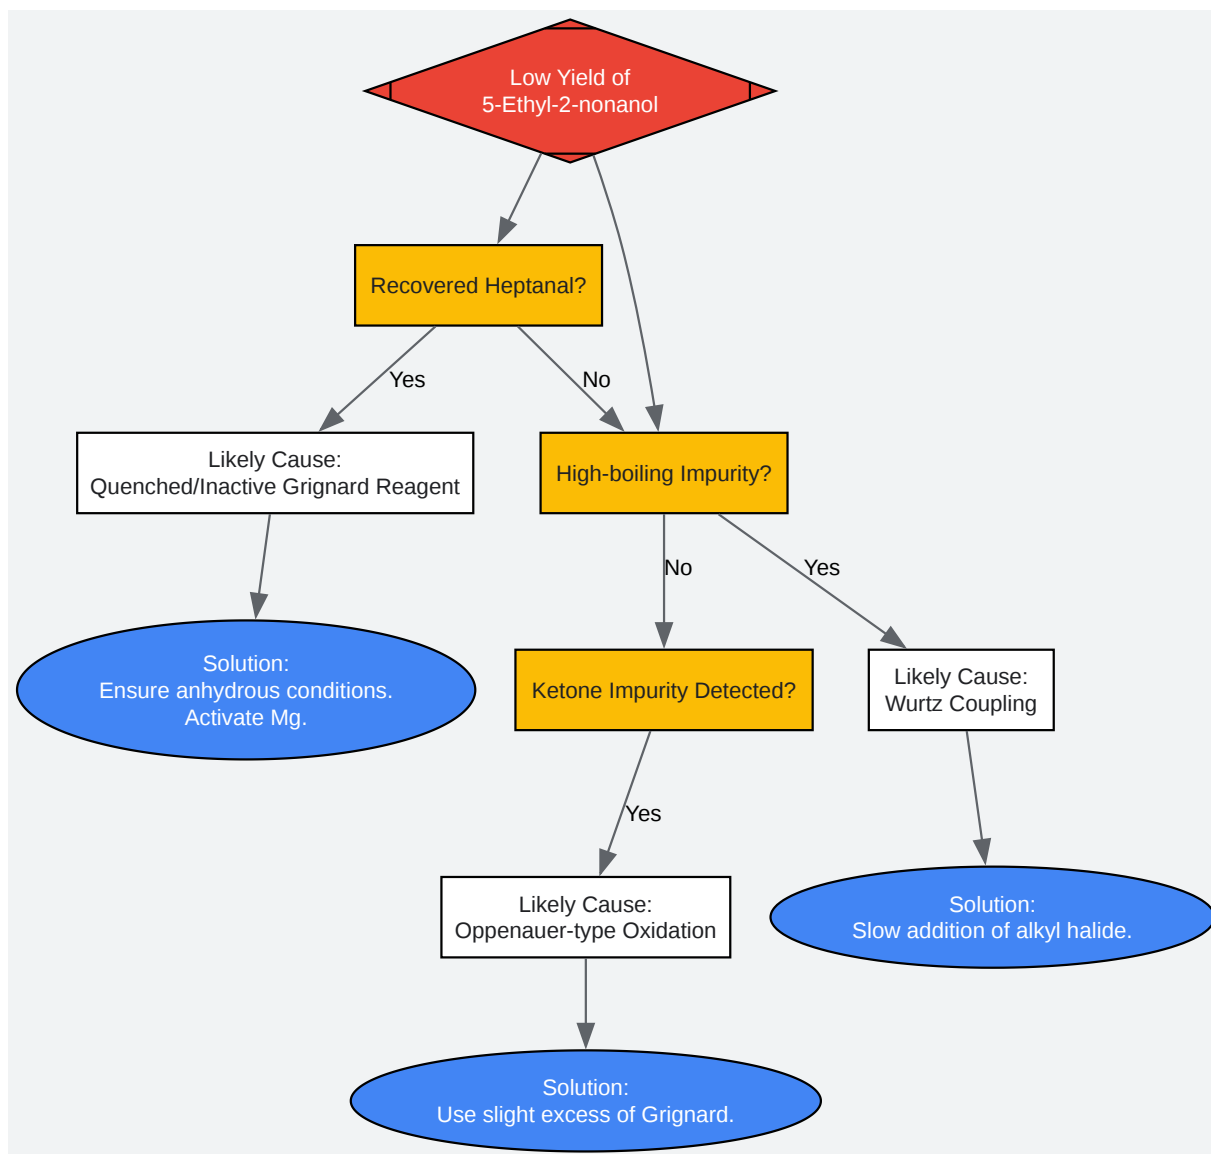 Low Yield of
5-Ethyl-2-nonanol
Recovered Heptanal?
Yes
No
Likely Cause:
Quenched/Inactive Grignard Reagent
High-boiling Impurity?
No
Yes
Solution:
Ensure anhydrous conditions.
Activate Mg.
Ketone Impurity Detected?
Likely Cause:
Wurtz Coupling
Yes
Likely Cause:
Oppenauer-type Oxidation
Solution:
Slow addition of alkyl halide.
Solution:
Use slight excess of Grignard.